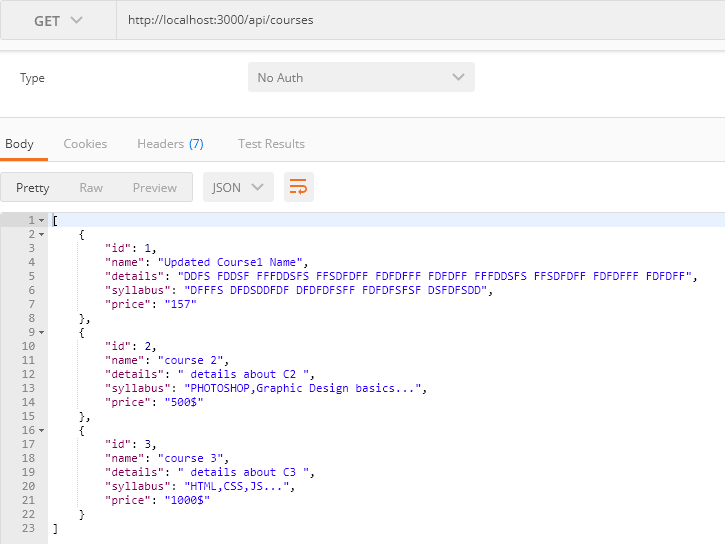 GET http://localhost:3000/api/courses
Type No Auth
Body Cookies Headers (7) Test Results
Pretty Raw Preview JSON
1 [
2 {
3 "id": 1,
4 "name": "Updated Course1 Name",
5 "details": "DDFS FDDSF FFFDDSFS FFSDFDFF FDFDFFF FDFDFF FFFDDSFS FFSDFDFF FDFDFFF FDFDFF",
6 "syllabus": "DFFFS DFDSDDFDF DFDFDFSFF FDFDFSFSF DSFDFSDD",
7 "price": "157"
8 },
9 {
10 "id": 2,
11 "name": "course 2",
12 "details": " details about C2 ",
13 "syllabus": "PHOTOSHOP,Graphic Design basics...",
14 "price": "500$"
15 },
16 {
17 "id": 3,
18 "name": "course 3",
19 "details": " details about C3 ",
20 "syllabus": "HTML,CSS,JS...",
21 "price": "1000$"
22 }
23 ]